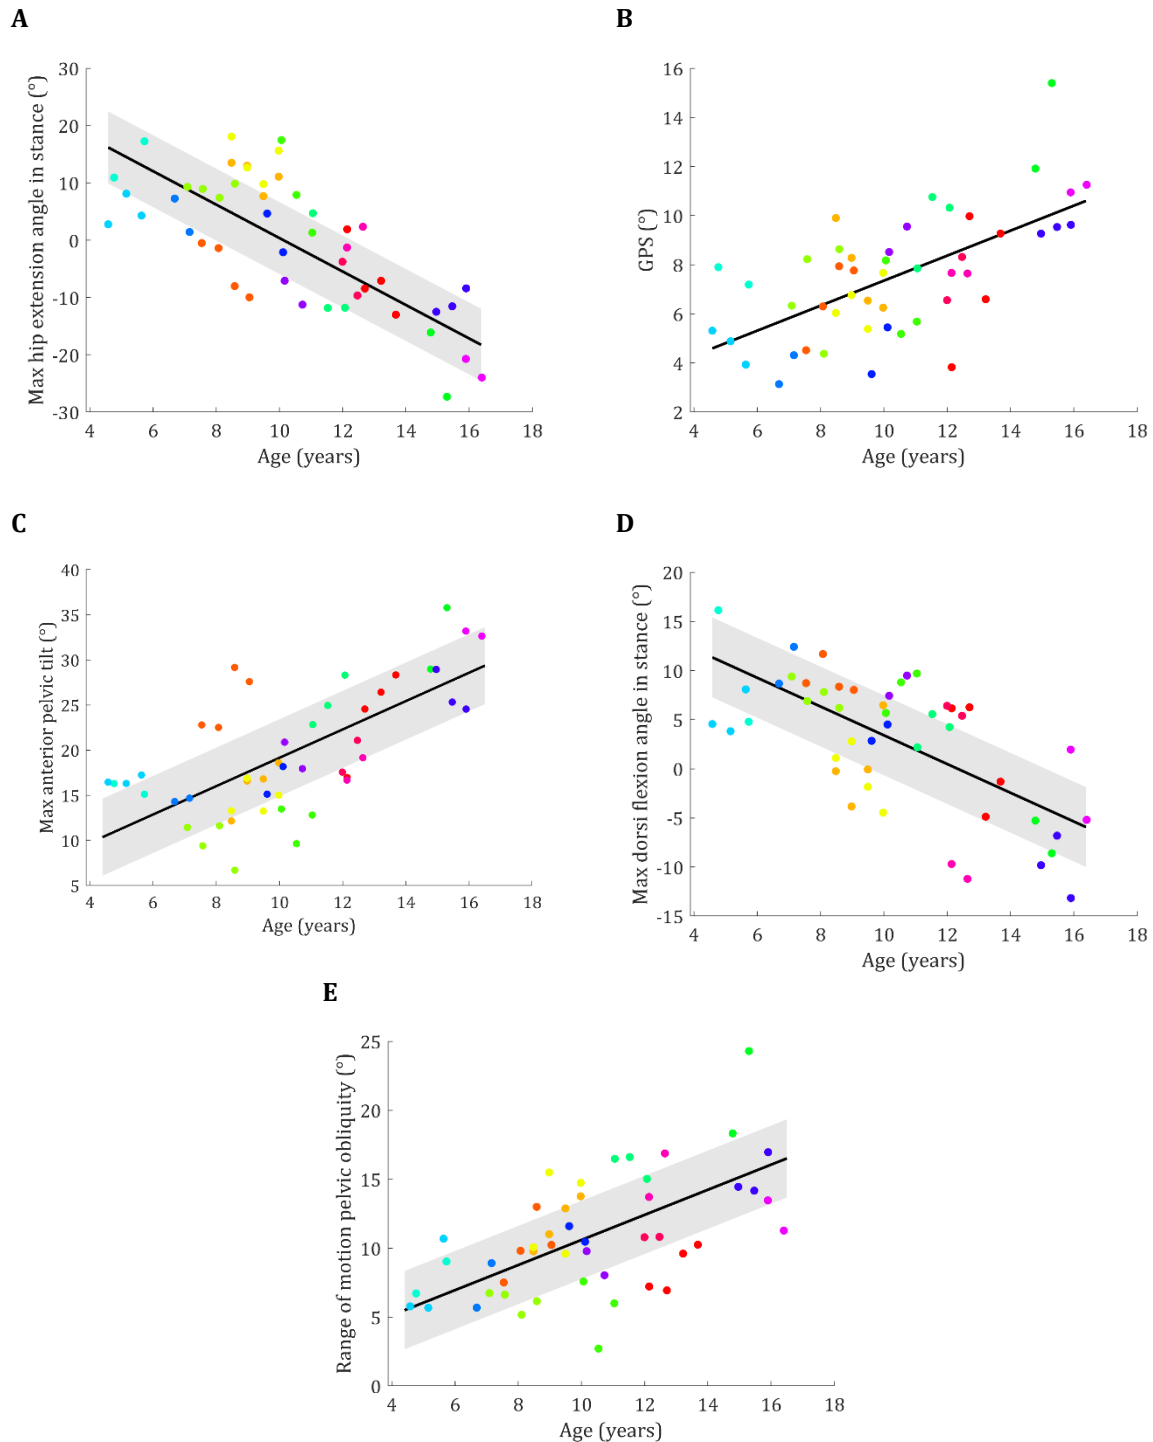 A
B
Max hip extension angle in stance (°)
30
20
10
0
-10
-20
-30
4 6 8 10 12 14 16 18
Age (years)
GPS (°)
16
14
12
10
8
6
4
2
4 6 8 10 12 14 16 18
Age (years)
C
D
Max anterior pelvic tilt (°)
40
35
30
25
20
15
10
5
4 6 8 10 12 14 16 18
Age (years)
Max dorsi flexion angle in stance (°)
20
15
10
5
0
-5
-10
-15
4 6 8 10 12 14 16 18
Age (years)
E
Range of motion pelvic obliquity (°)
25
20
15
10
5
0
4 6 8 10 12 14 16 18
Age (years)